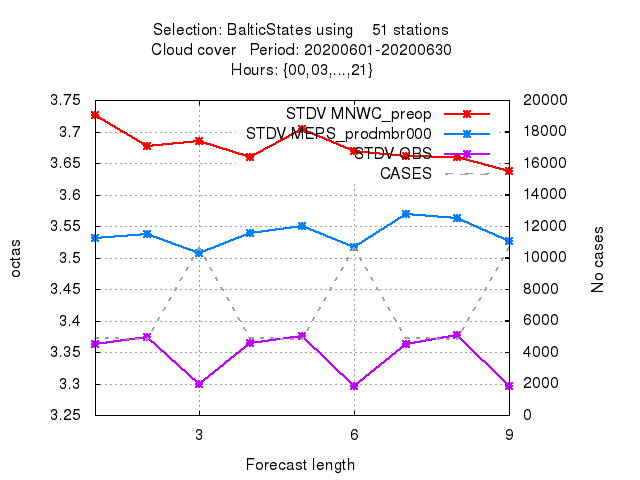 Selection: BalticStates using    51 stations
Cloud cover   Period: 20200601-20200630
Hours: {00,03,...,21}
3.75
3.7
3.65
3.6
3.55
3.5
3.45
3.4
3.35
3.3
3.25
octas
STDV MNWC_preop
STDV MEPS_prodmbr000
STDV OBS
CASES
20000
18000
16000
14000
12000
10000
8000
6000
4000
2000
0
No cases
3 6 9
Forecast length